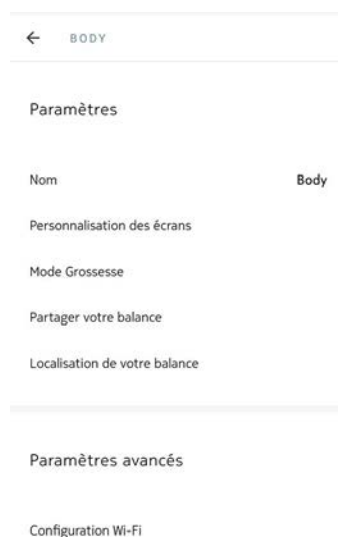 BODY
Paramètres
Nom Body
Personnalisation des écrans
Mode Grossesse
Partager votre balance
Localisation de votre balance
Paramètres avancés
Configuration Wi-Fi